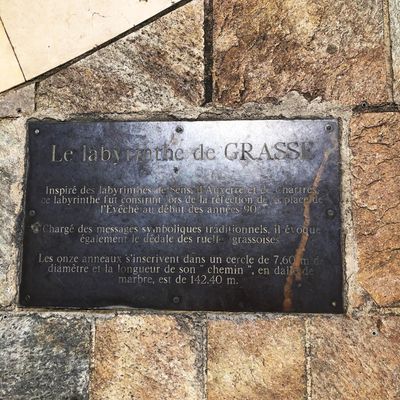 Le labyrinthe de GRASSE
Inspiré des labyrinthes de Sens, d'Auxerre et de Chartres,
ce labyrinthe fut construit lors de la réfection de la place de
l'Evêché au début des années 90.
Chargé des messages symboliques traditionnels, il évoque
également le dédale des ruelles grassoises.
Les onze anneaux s'inscrivent dans un cercle de 7,60 m de
diamètre et la longueur de son " chemin ", en dalle de
marbre, est de 142.40 m.